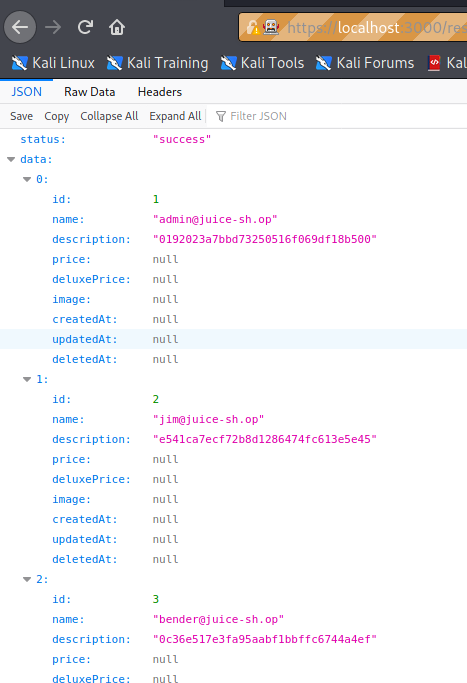 https://localhost:3000/res
Kali Linux Kali Training Kali Tools Kali Forums Kal
JSON Raw Data Headers
Save Copy Collapse All Expand All Filter JSON
status: "success"
data:
0:
id: 1
name: "admin@juice-sh.op"
description: "0192023a7bbd73250516f069df18b500"
price: null
deluxePrice: null
image: null
createdAt: null
updatedAt: null
deletedAt: null
1:
id: 2
name: "jim@juice-sh.op"
description: "e541ca7ecf72b8d1286474fc613e5e45"
price: null
deluxePrice: null
image: null
createdAt: null
updatedAt: null
deletedAt: null
2:
id: 3
name: "bender@juice-sh.op"
description: "0c36e517e3fa95aabf1bbffc6744a4ef"
price: null
deluxePrice: null